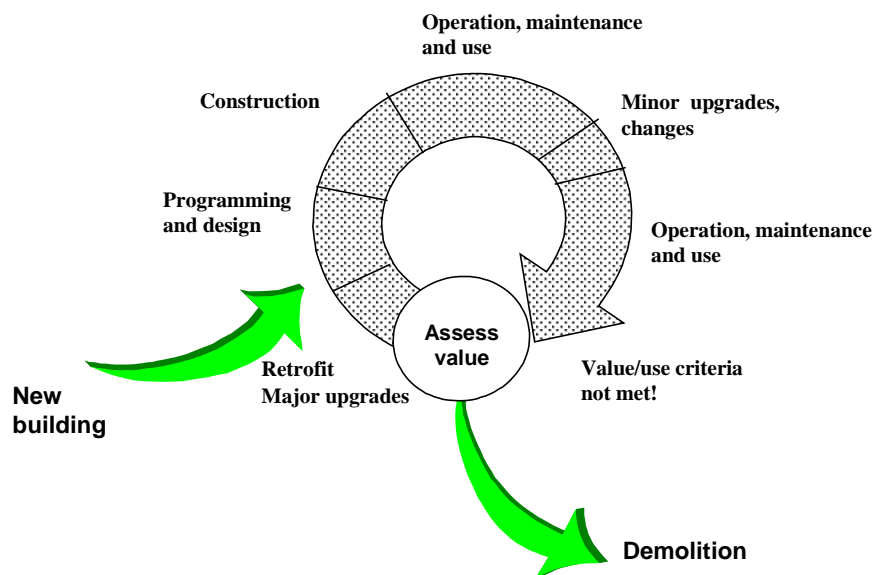 Operation, maintenance
and use
Construction
Minor upgrades,
changes
Programming
and design
Operation, maintenance
and use
Assess
value
Retrofit
Major upgrades
Value/use criteria
not met!
New
building
Demolition